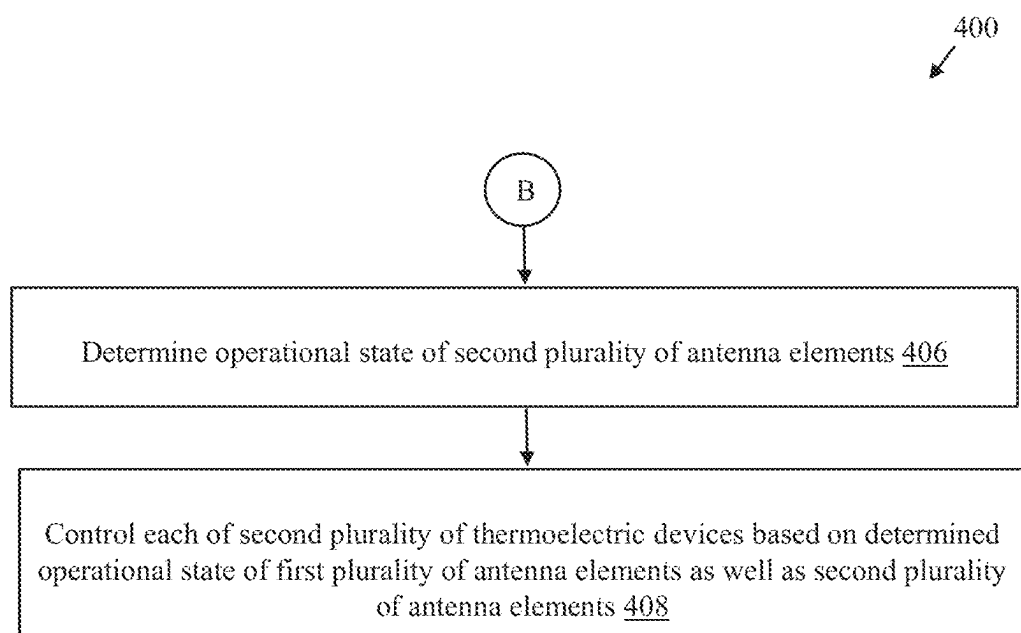 400
B
Determine operational state of second plurality of antenna elements 406
Control each of second plurality of thermoelectric devices based on determined
operational state of first plurality of antenna elements as well as second plurality
of antenna elements 408